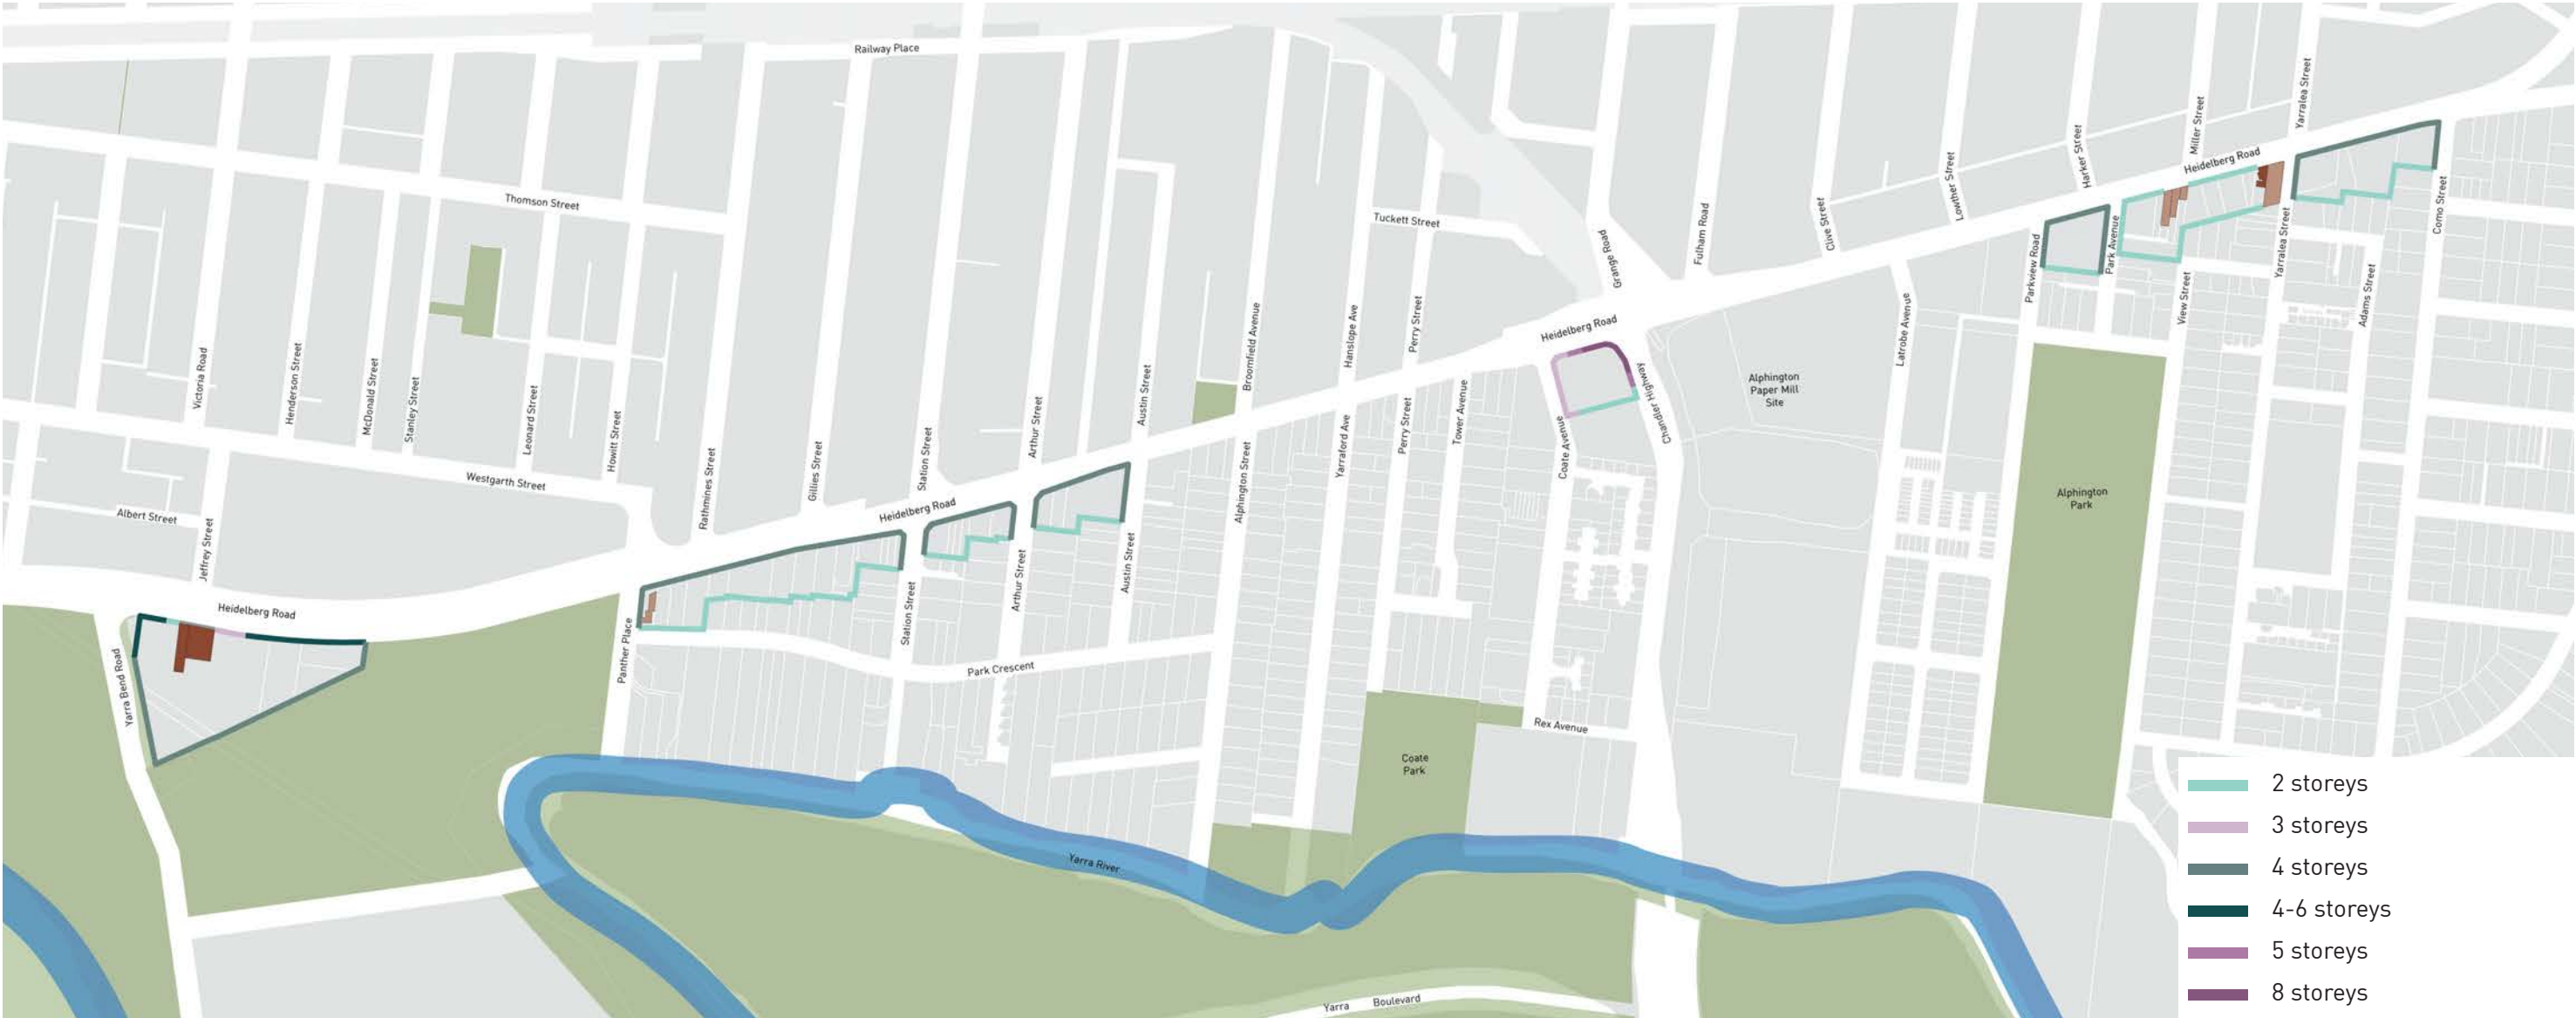 Railway Place
Yarralea Street
Miller Street
Harker Street
Heidelberg Road
Lowther Street
Clive Street
Fulham Road
Grange Road
Tuckett Street
Thomson Street
Como Street
Yarralea Street
Park Avenue
Parkview Road
View Street
Adams Street
Latrobe Avenue
Heidelberg Road
Chandler Highway
Coate Avenue
Alphington
Paper Mill
Site
Perry Street
Hanslope Ave
Broomfield Avenue
Austin Street
Arthur Street
Station Street
Gillies Street
Rathmines Street
Howitt Street
Leonard Street
Stanley Street
McDonald Street
Henderson Street
Victoria Road
Tower Avenue
Perry Street
Yarraford Ave
Alphington Street
Westgarth Street
Albert Street
Jeffrey Street
Heidelberg Road
Alphington
Park
Austin Street
Arthur Street
Station Street
Heidelberg Road
Panther Place
Yarra Bend Road
Park Crescent
Rex Avenue
Coate
Park
Yarra River
Yarra Boulevard
2 storeys
3 storeys
4 storeys
4-6 storeys
5 storeys
8 storeys